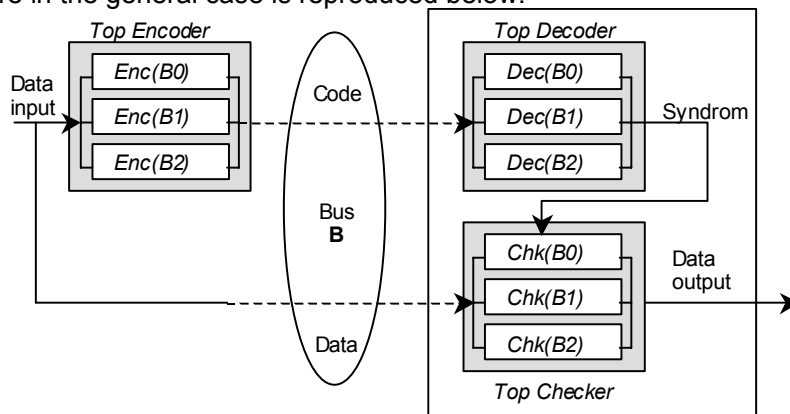 re in the general case is reproduced below:
Top Encoder
Top Decoder
Data
input
Enc(B0)
Enc(B1)
Enc(B2)
Code
Bus
B
Data
Dec(B0)
Dec(B1)
Dec(B2)
Syndrom
Chk(B0)
Chk(B1)
Chk(B2)
Data
output
Top Checker